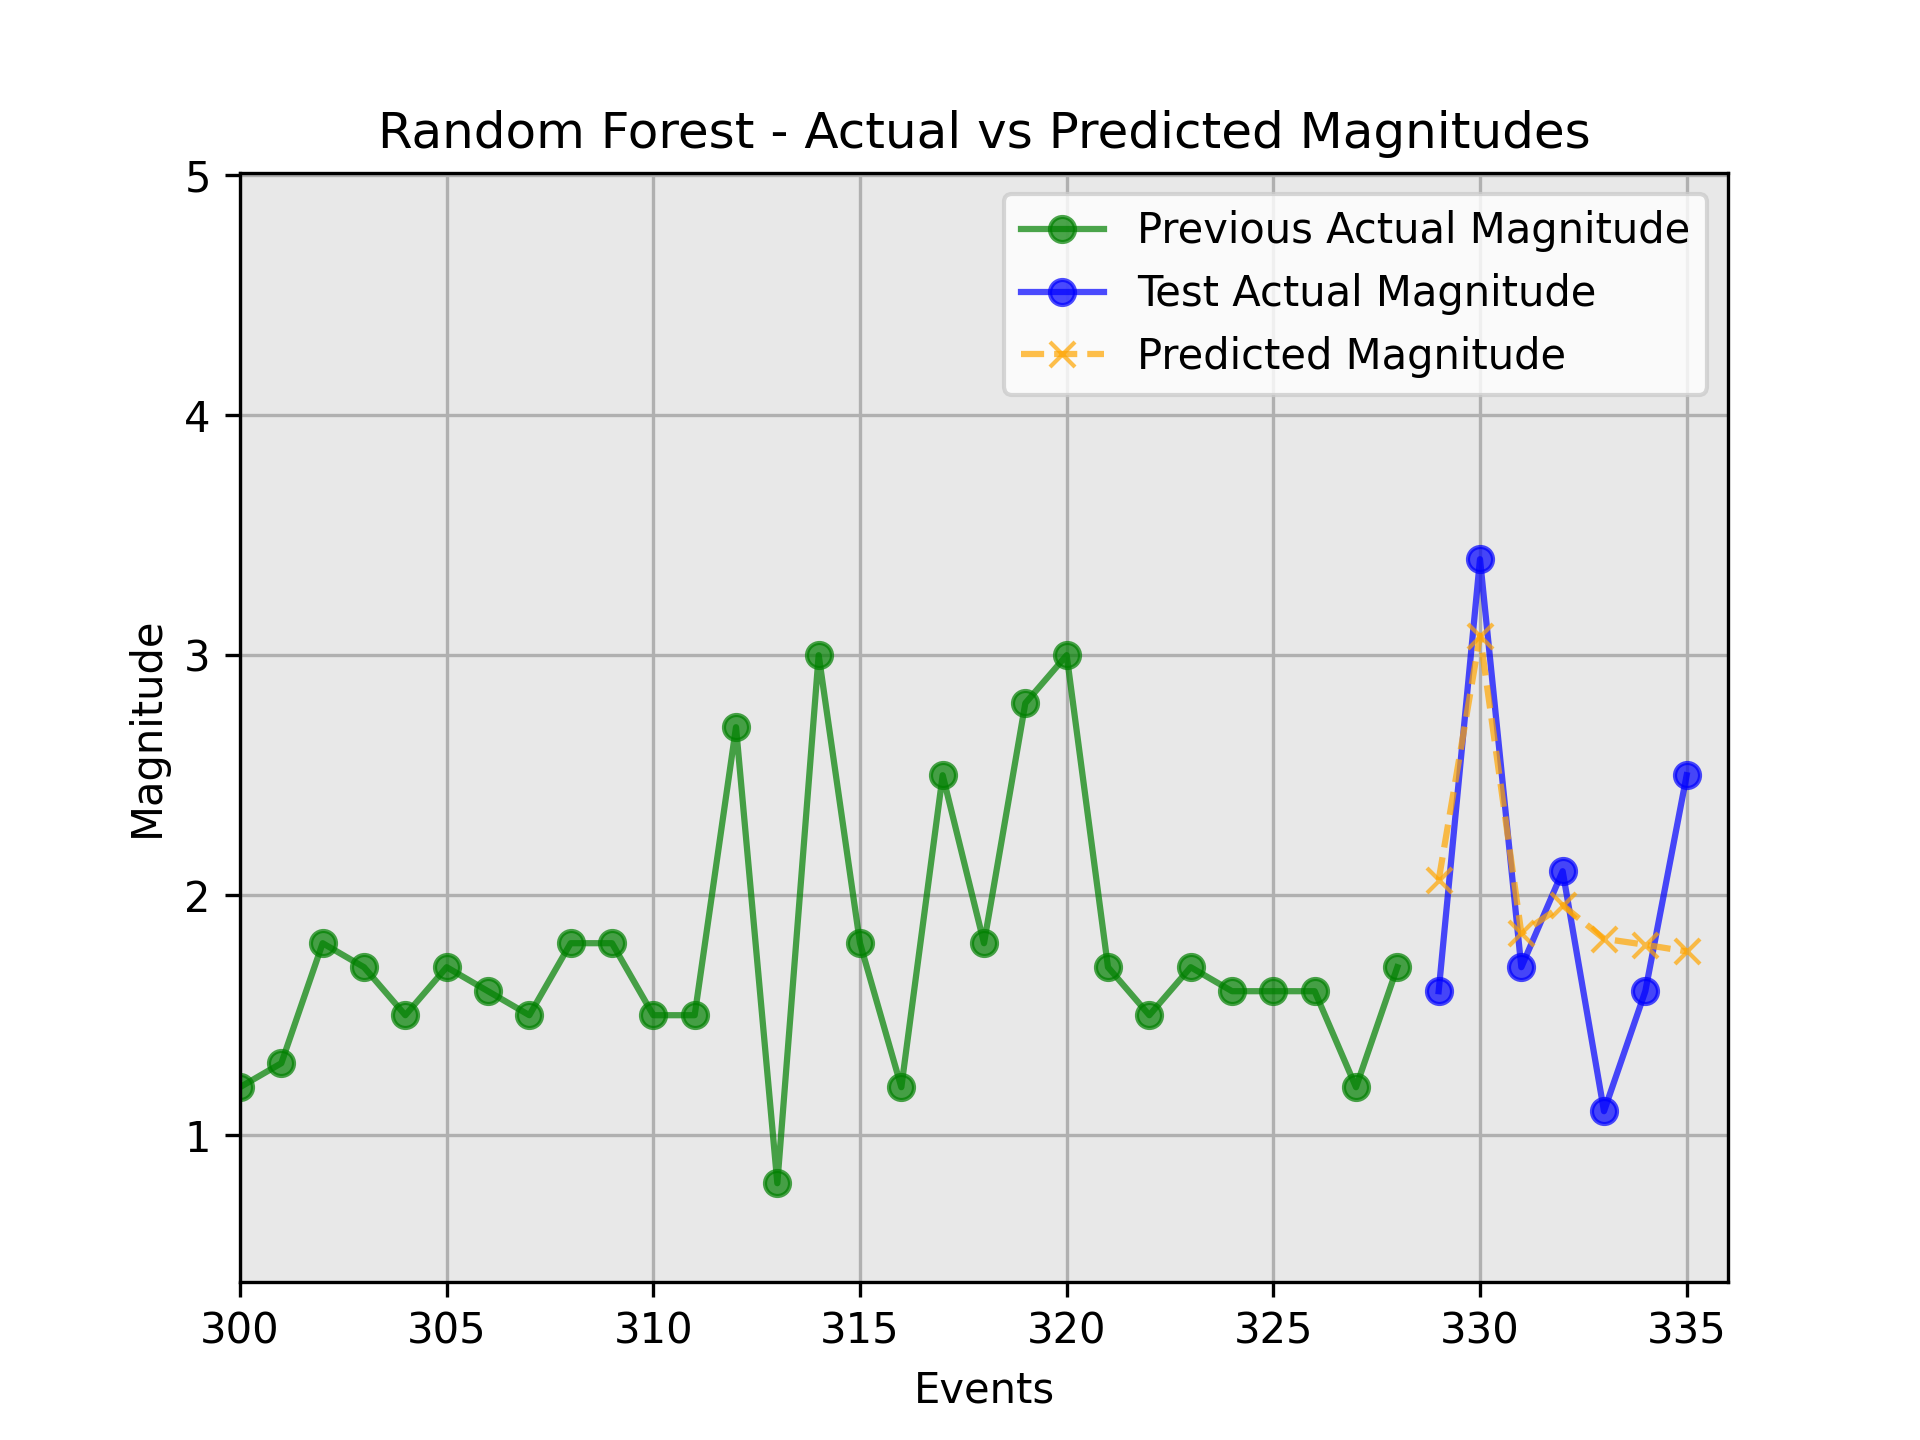 Random Forest - Actual vs Predicted Magnitudes
Previous Actual Magnitude
Test Actual Magnitude
Predicted Magnitude
Magnitude
5
4
3
2
1
300 305 310 315 320 325 330 335
Events